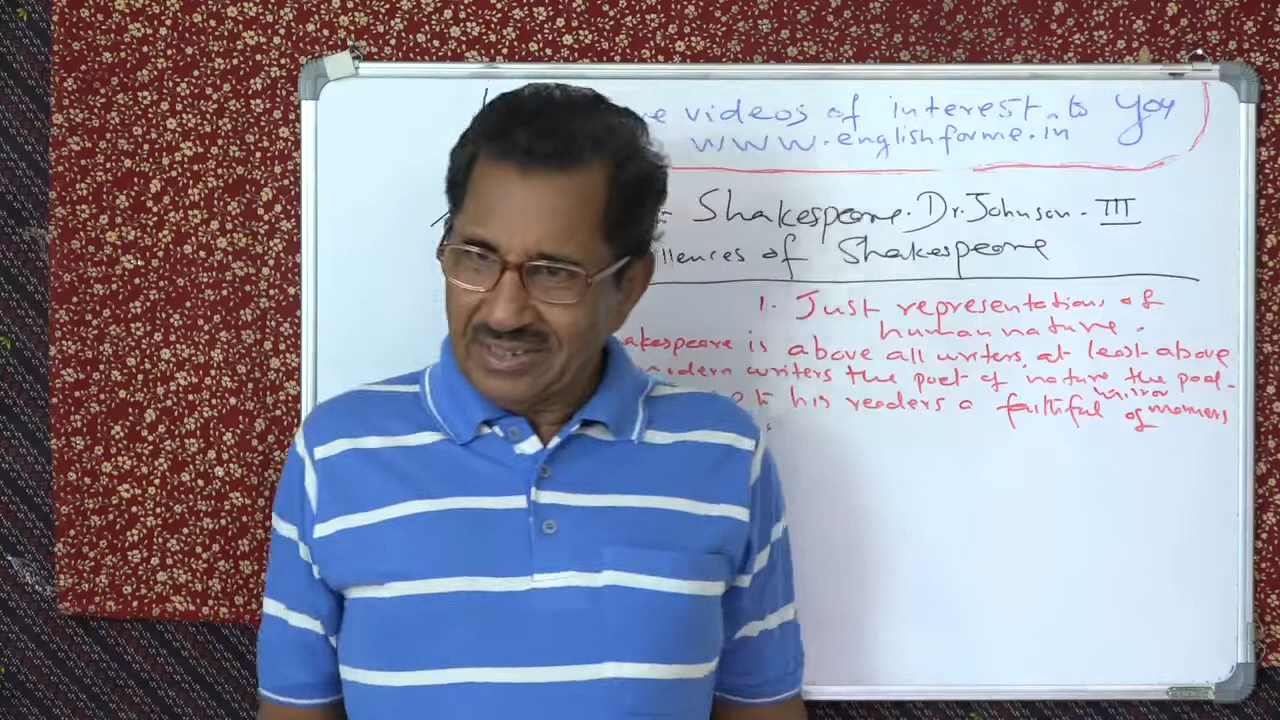 videos of interest to you
www.englishforme.in
- Shakespeare. Dr. Johnson - III
llences of Shakespeare
1. Just representations of
human nature.
akespeare is above all writers, at least above
modern writers the poet of nature the poet
mirror
to his readers a faithful of manners